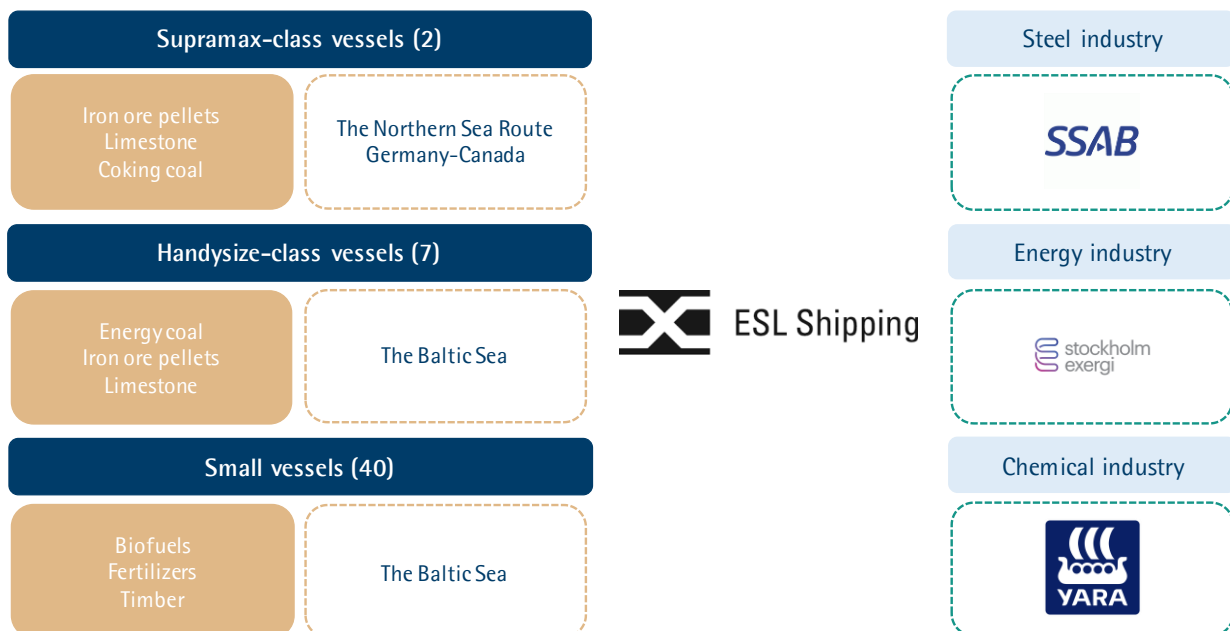 Supramax-class vessels (2)
Iron ore pellets
Limestone
Coking coal
The Northern Sea Route
Germany-Canada
Handysize-class vessels (7)
Energy coal
Iron ore pellets
Limestone
The Baltic Sea
Small vessels (40)
Biofuels
Fertilizers
Timber
The Baltic Sea
ESL Shipping
Steel industry
SSAB
Energy industry
stockholm
exergi
Chemical industry
YARA